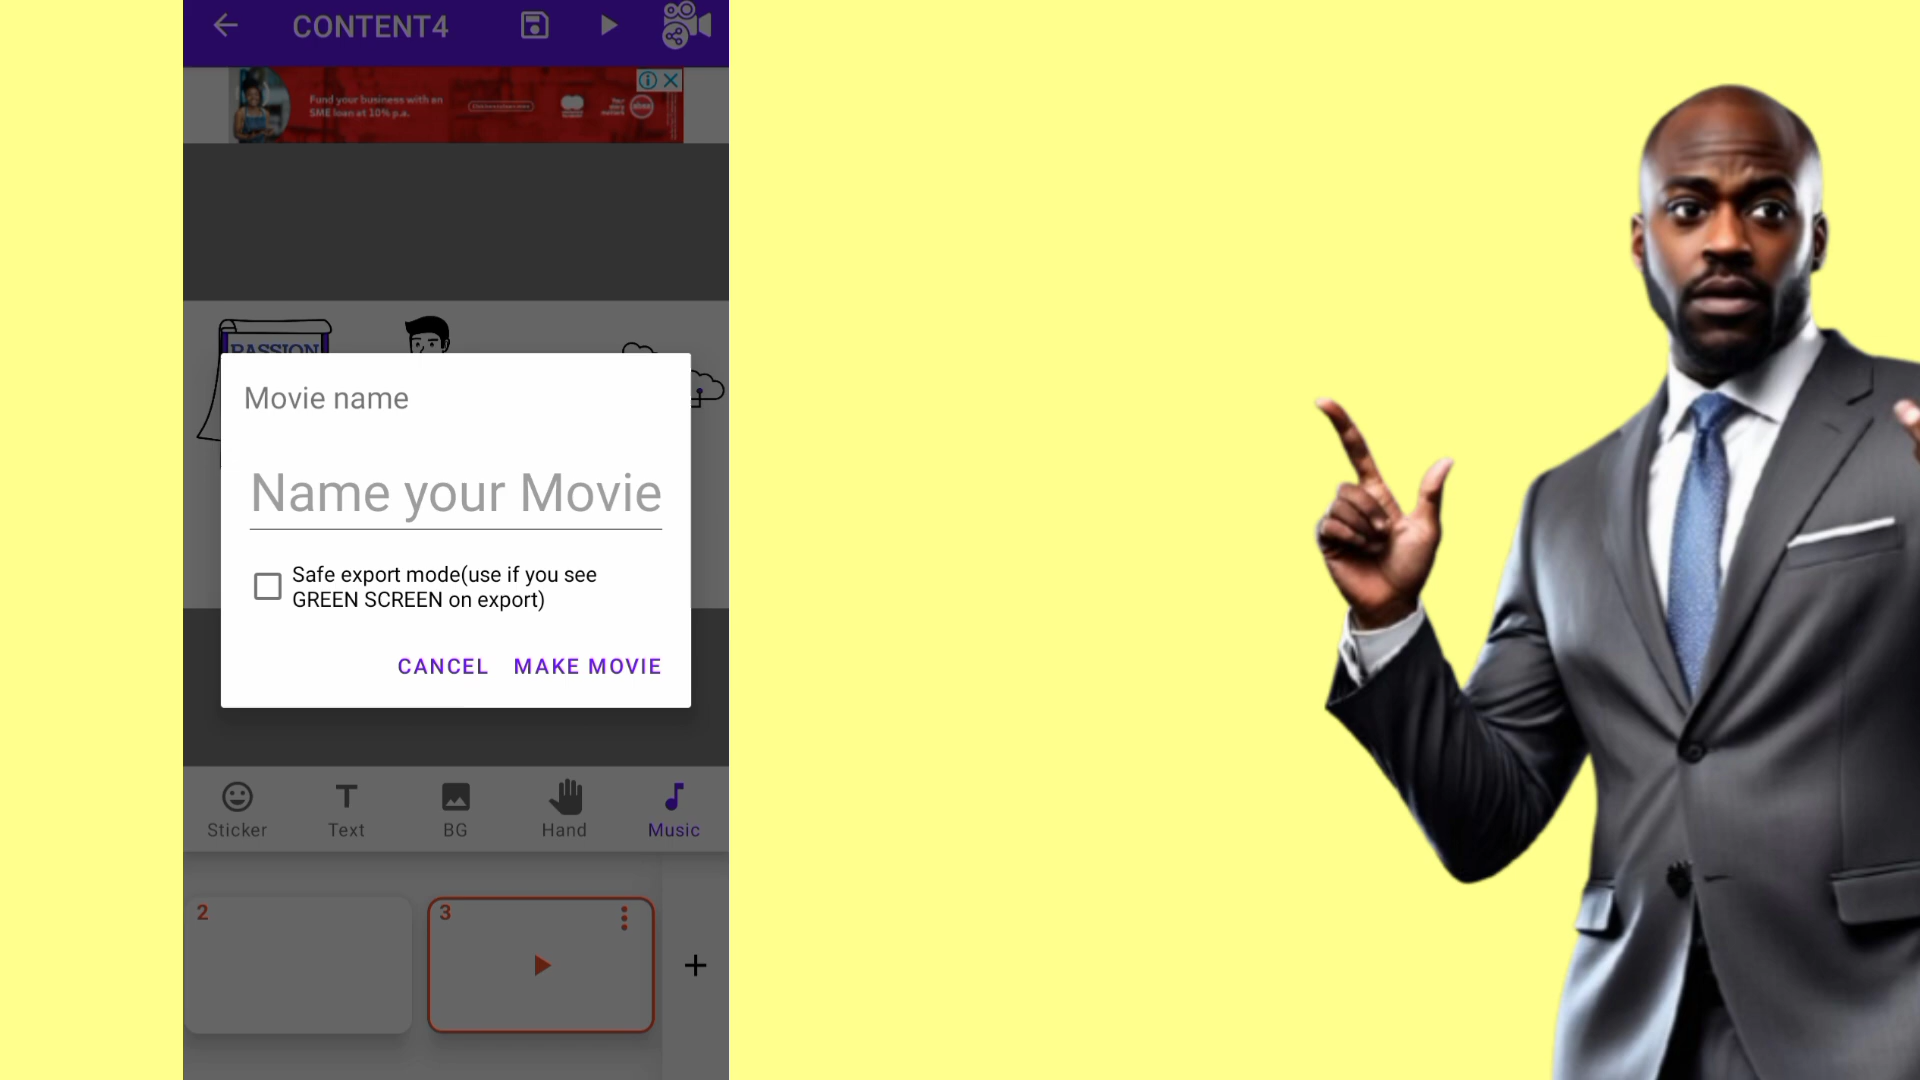 CONTENT4
Fund your business with an
SME loan at 10% p.a.
PASSION
Movie name
Name your Movie
Safe export mode(use if you see
GREEN SCREEN on export)
CANCEL MAKE MOVIE
Sticker Text BG Hand Music
2 3